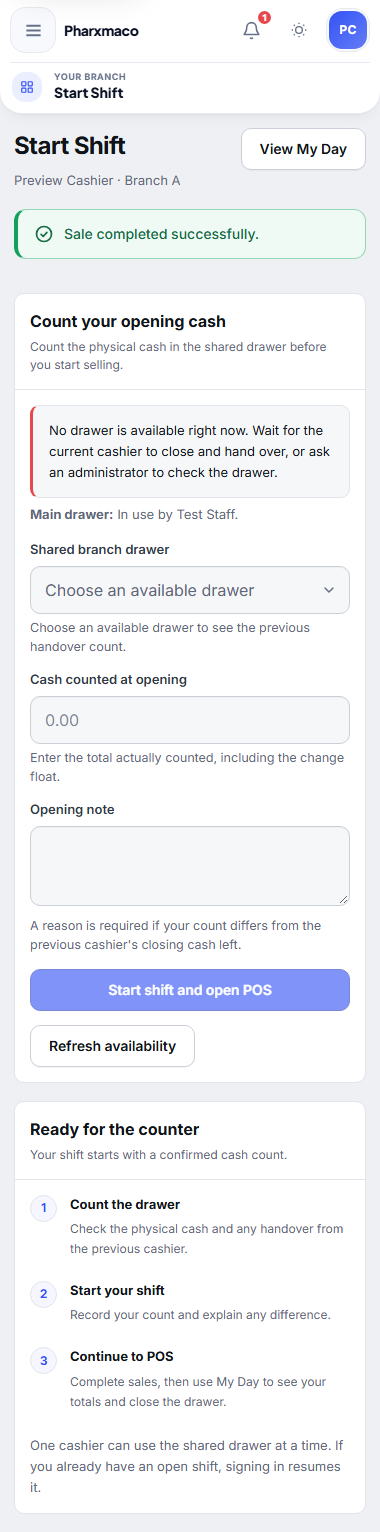 Pharxmaco
1
PC
YOUR BRANCH
Start Shift
Start Shift
View My Day
Preview Cashier · Branch A
Sale completed successfully.
Count your opening cash
Count the physical cash in the shared drawer before
you start selling.
No drawer is available right now. Wait for the
current cashier to close and hand over, or ask
an administrator to check the drawer.
Main drawer: In use by Test Staff.
Shared branch drawer
Choose an available drawer
Choose an available drawer to see the previous
handover count.
Cash counted at opening
0.00
Enter the total actually counted, including the change
float.
Opening note
A reason is required if your count differs from the
previous cashier's closing cash left.
Start shift and open POS
Refresh availability
Ready for the counter
Your shift starts with a confirmed cash count.
1
Count the drawer
Check the physical cash and any handover from
the previous cashier.
2
Start your shift
Record your count and explain any difference.
3
Continue to POS
Complete sales, then use My Day to see your
totals and close the drawer.
One cashier can use the shared drawer at a time. If
you already have an open shift, signing in resumes
it.